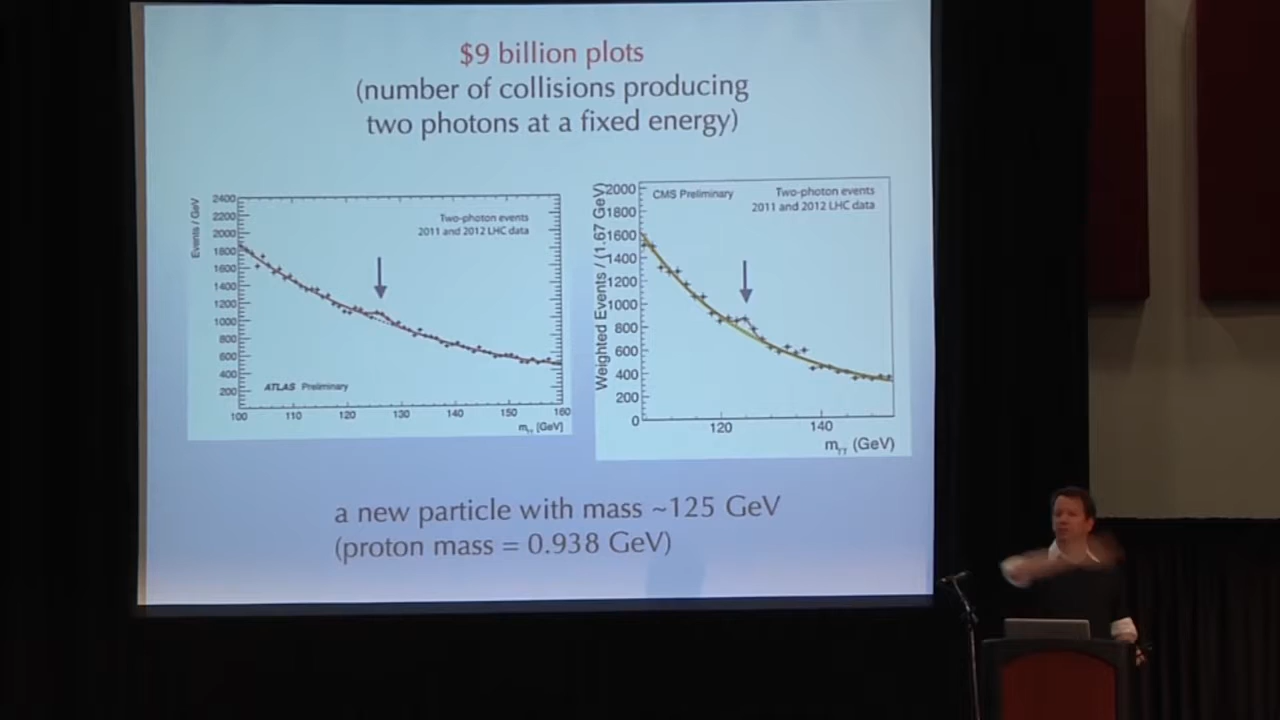 $9 billion plots
(number of collisions producing
two photons at a fixed energy)
Events / GeV
2400
2200
2000
1800
1600
1400
1200
1000
800
600
400
200
100 110 120 130 140 150 160
Two-photon events
2011 and 2012 LHC data
ATLAS Preliminary
mγγ [GeV]
Weighted Events / (1.67 GeV)
2000
1800
1600
1400
1200
1000
800
600
400
200
0
120 140
CMS Preliminary
Two-photon events
2011 and 2012 LHC data
mγγ (GeV)
a new particle with mass ~125 GeV
(proton mass = 0.938 GeV)